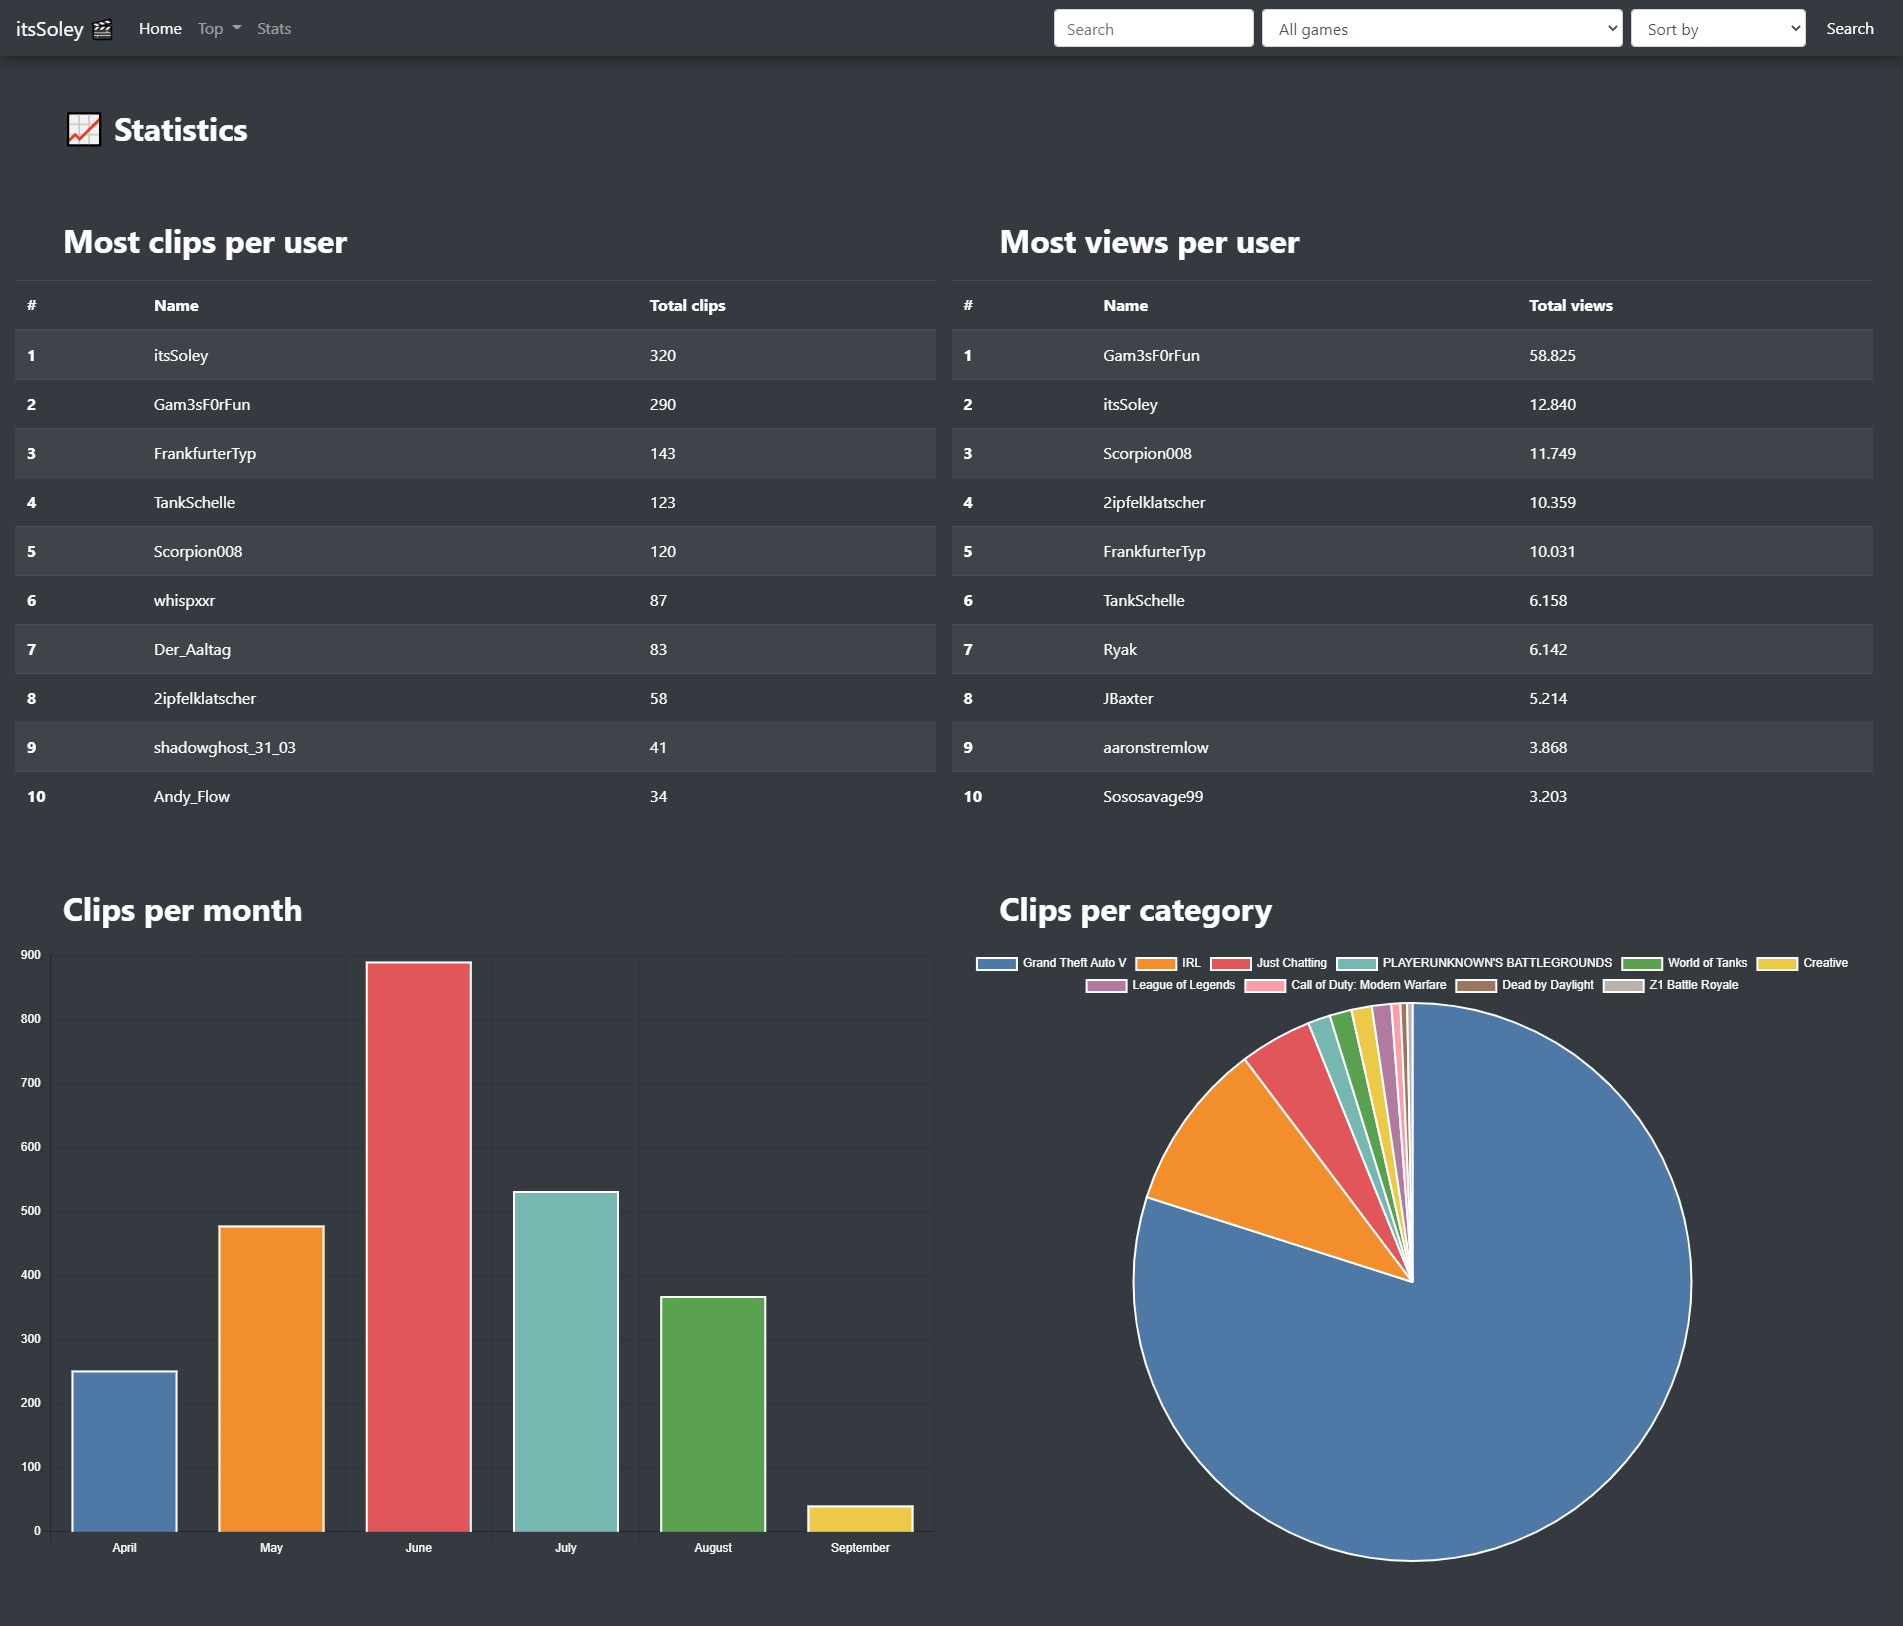 itsSoley Home Top Stats Search All games Sort by Search
Statistics
Most clips per user
# Name Total clips
1 itsSoley 320
2 Gam3sF0rFun 290
3 FrankfurterTyp 143
4 TankSchelle 123
5 Scorpion008 120
6 whispxxr 87
7 Der_Aaltag 83
8 2ipfelklatscher 58
9 shadowghost_31_03 41
10 Andy_Flow 34
Most views per user
# Name Total views
1 Gam3sF0rFun 58.825
2 itsSoley 12.840
3 Scorpion008 11.749
4 2ipfelklatscher 10.359
5 FrankfurterTyp 10.031
6 TankSchelle 6.158
7 Ryak 6.142
8 JBaxter 5.214
9 aaronstremlow 3.868
10 Sososavage99 3.203
Clips per month
900
800
700
600
500
400
300
200
100
0
April May June July August September
Clips per category
Grand Theft Auto V IRL Just Chatting PLAYERUNKNOWN'S BATTLEGROUNDS World of Tanks Creative
League of Legends Call of Duty: Modern Warfare Dead by Daylight Z1 Battle Royale